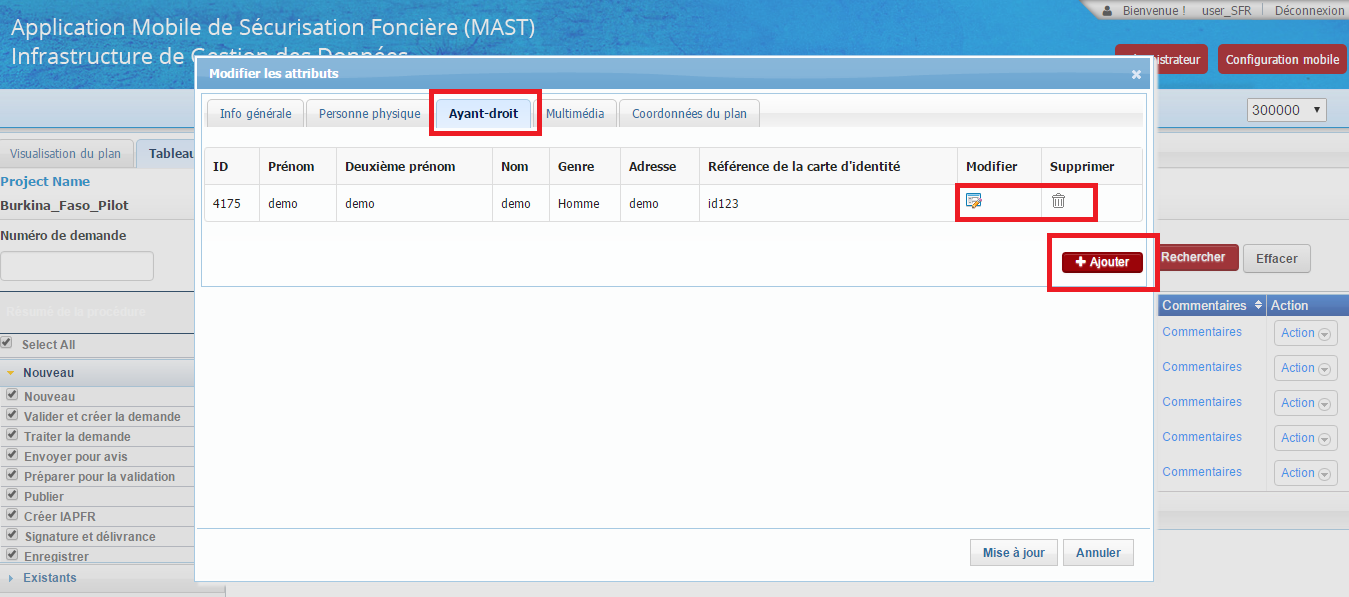 Bienvenue ! user_SFR Déconnexion
Application Mobile de Sécurisation Foncière (MAST)
Infrastructure de Gestion des Données
istrateur Configuration mobile
Modifier les attributs
300000
Info générale Personne physique Ayant-droit Multimédia Coordonnées du plan
Visualisation du plan Tableau
ID Prénom Deuxième prénom Nom Genre Adresse Référence de la carte d'identité Modifier Supprimer
4175 demo demo demo Homme demo id123
Ajouter
Project Name
Burkina_Faso_Pilot
Numéro de demande
Rechercher Effacer
Résumé de la procédure
Select All
Nouveau
Nouveau
Valider et créer la demande
Traiter la demande
Envoyer pour avis
Préparer pour la validation
Publier
Créer IAPFR
Signature et délivrance
Enregistrer
Existants
Commentaires Action
Commentaires Action
Commentaires Action
Commentaires Action
Commentaires Action
Commentaires Action
Mise à jour Annuler